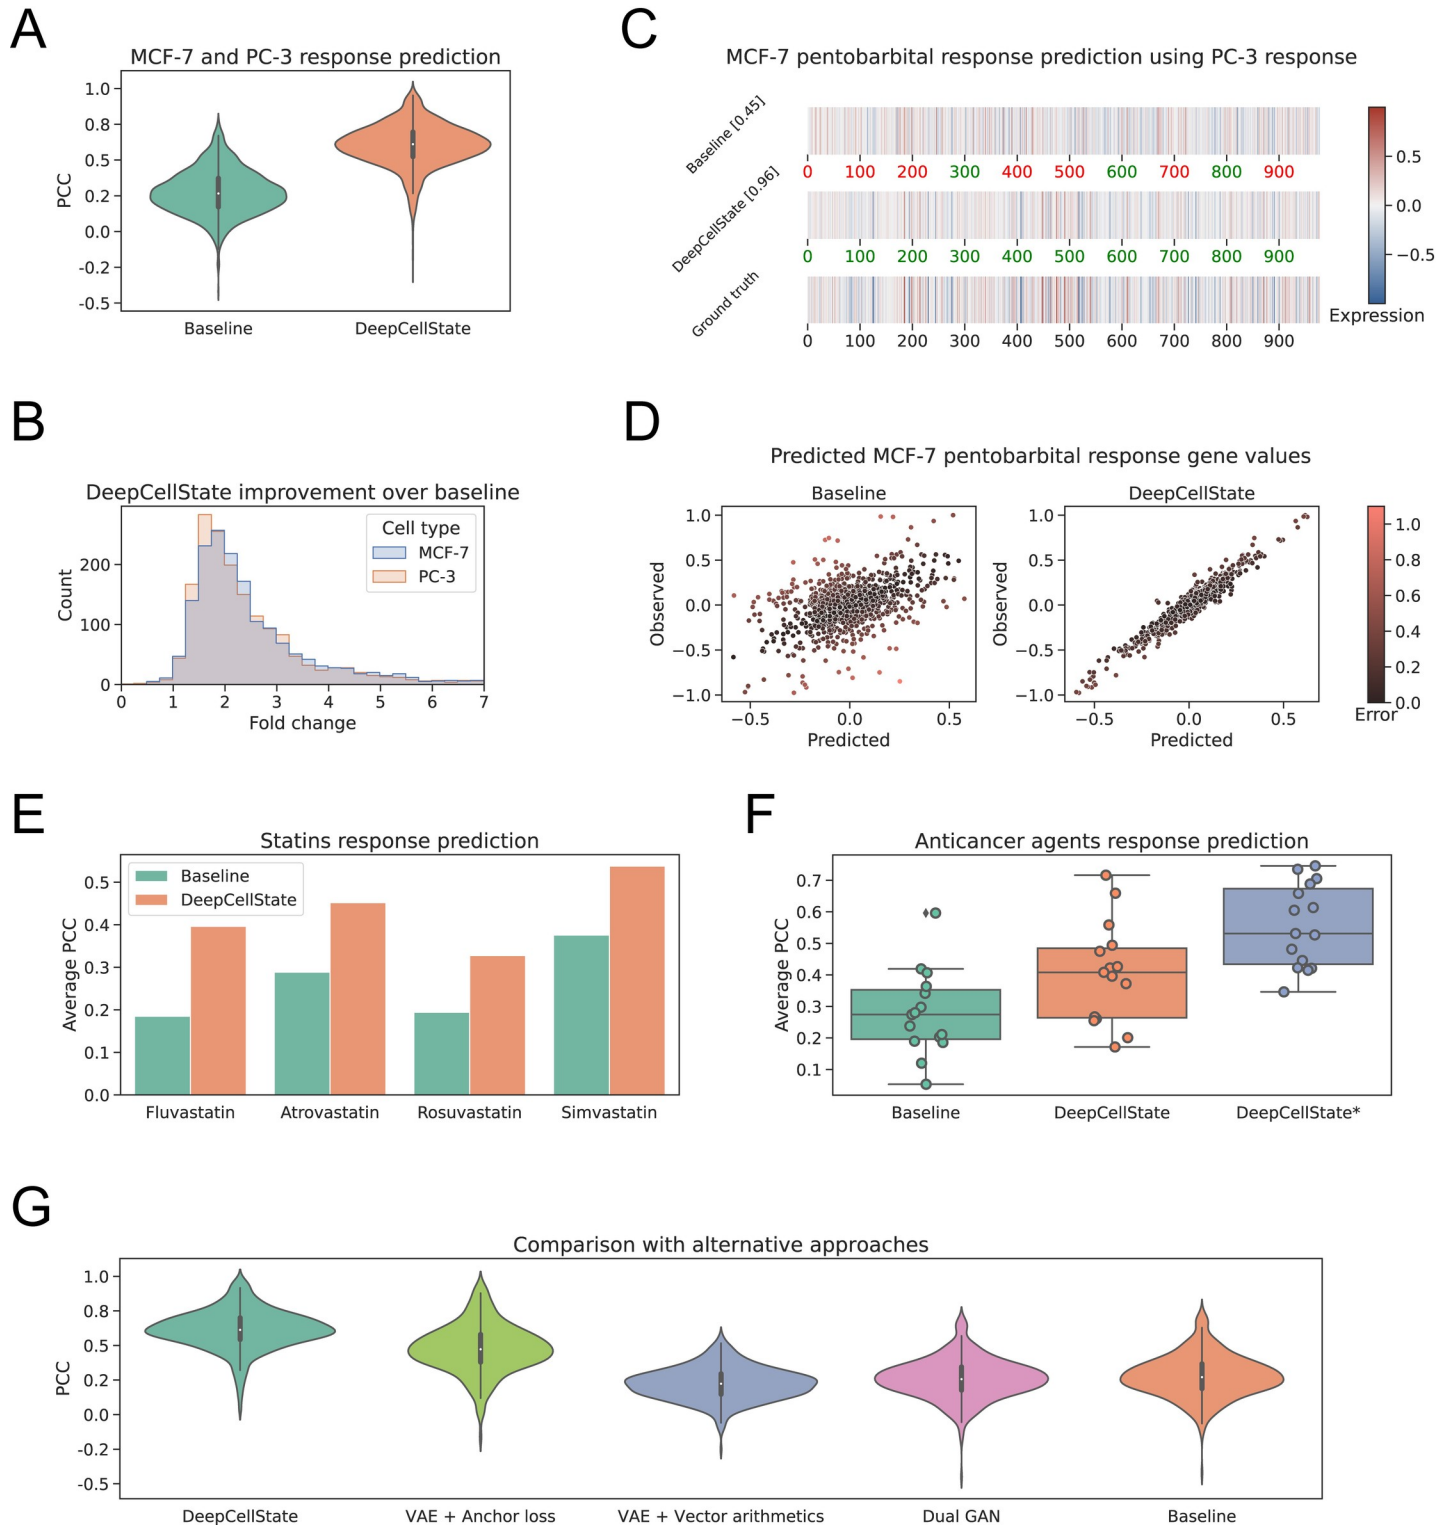 A
MCF-7 and PC-3 response prediction
PCC
1.0
0.8
0.5
0.2
0.0
-0.2
-0.5
Baseline DeepCellState
C
MCF-7 pentobarbital response prediction using PC-3 response
Baseline [0.45]
0 100 200 300 400 500 600 700 800 900
DeepCellState [0.96]
0 100 200 300 400 500 600 700 800 900
Ground truth
0 100 200 300 400 500 600 700 800 900
0.5
0.0
−0.5
Expression
B
DeepCellState improvement over baseline
Cell type
MCF-7
PC-3
Count
200
100
0
0 1 2 3 4 5 6 7
Fold change
D
Predicted MCF-7 pentobarbital response gene values
Baseline
Observed
1.0
0.5
0.0
−0.5
−1.0
−0.5 0.0 0.5
Predicted
DeepCellState
Observed
1.0
0.5
0.0
−0.5
−1.0
−0.5 0.0 0.5
Predicted
1.0
0.8
0.6
0.4
0.2
0.0
Error
E
Statins response prediction
Baseline
DeepCellState
Average PCC
0.5
0.4
0.3
0.2
0.1
0.0
Fluvastatin Atrovastatin Rosuvastatin Simvastatin
F
Anticancer agents response prediction
Average PCC
0.7
0.6
0.5
0.4
0.3
0.2
0.1
Baseline DeepCellState DeepCellState*
G
Comparison with alternative approaches
PCC
1.0
0.8
0.5
0.2
0.0
-0.2
-0.5
DeepCellState VAE + Anchor loss VAE + Vector arithmetics Dual GAN Baseline